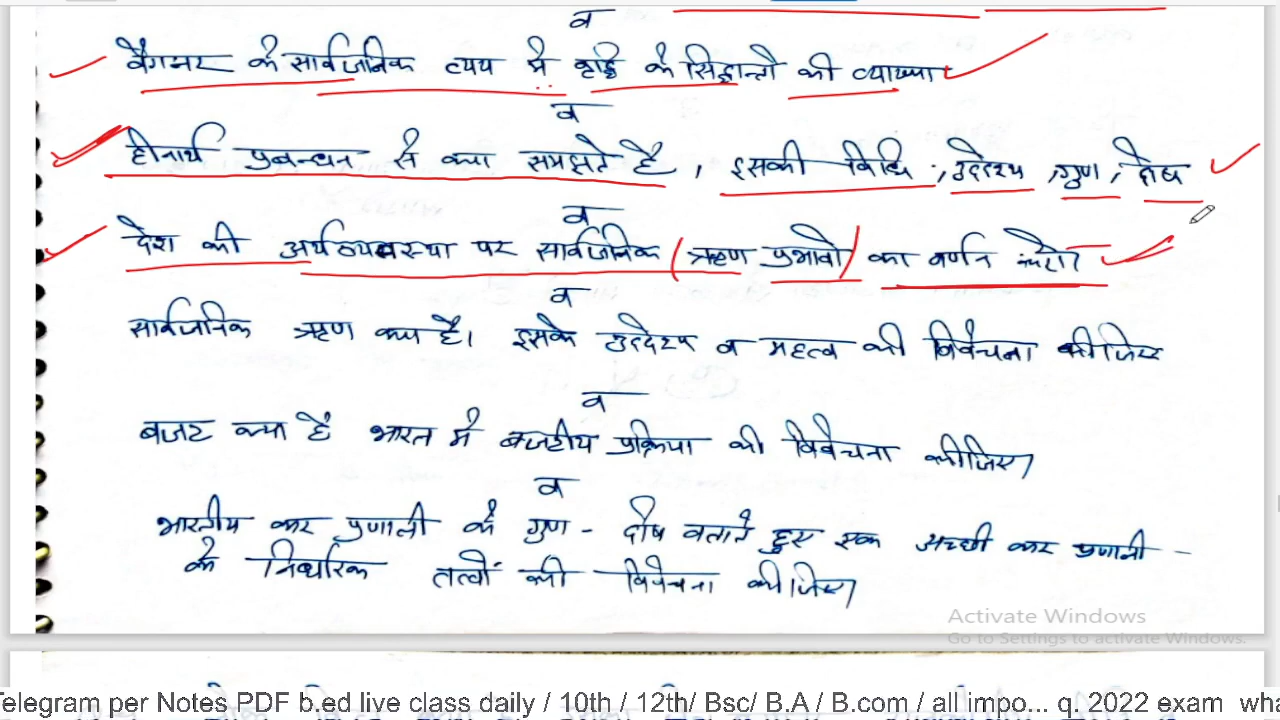 व
वैगनर के सार्वजनिक व्यय में वृद्धि के सिद्धान्तो की व्याख्या
व
हीनार्थ प्रबन्धन से क्या समझते है , इसकी विधि , उद्देश्य , गुण , दोष
व
देश की अर्थव्यवस्था पर सार्वजनिक ( ऋण प्रभावो ) का वर्णन करो।
व
सार्वजनिक ऋण क्या है। इसके उददेश्य व महत्व की विवेचना कीजिए
व
बजट क्या है भारत में बजटीय प्रक्रिया की विवेचना कीजिए।
व
भारतीय कर प्रणाली के गुण - दोष बताते हुए एक अच्छी कर प्रणाली -
के निर्धारक तत्वों की विवेचना कीजिए।
Activate Windows
Go to Settings to activate Windows.
Telegram per Notes PDF b.ed live class daily / 10th / 12th/ Bsc/ B.A / B.com / all impo... q. 2022 exam